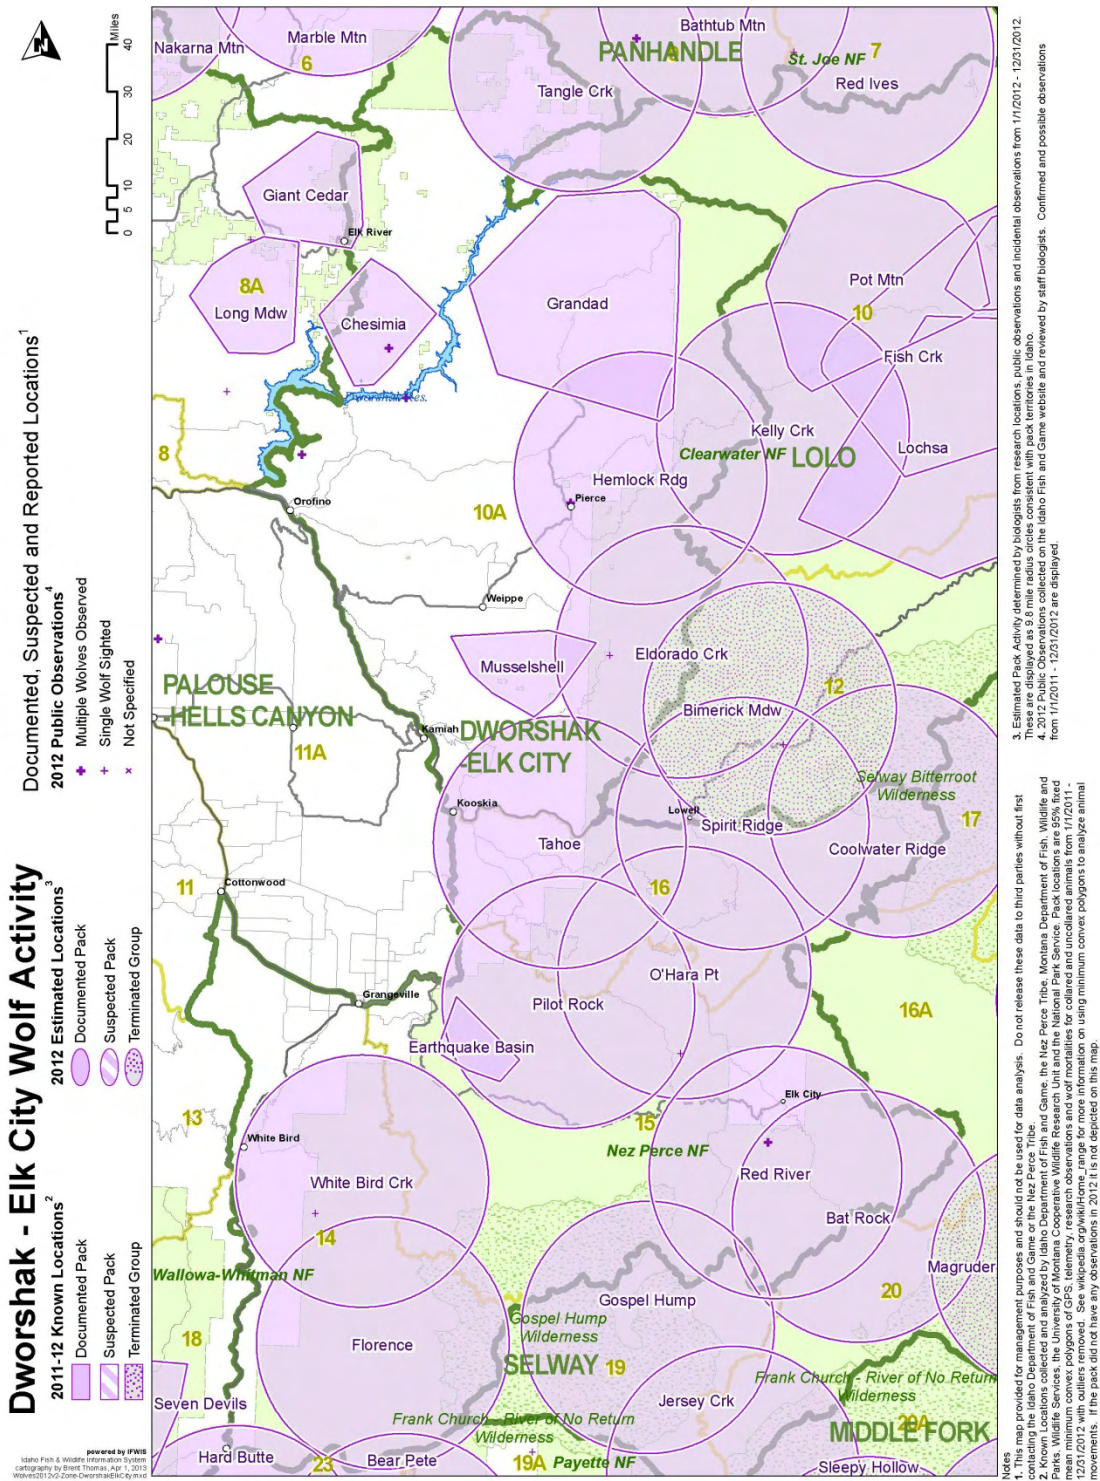 Dworshak - Elk City Wolf Activity
Documented, Suspected and Reported Locations1
2011-12 Known Locations2
Documented Pack
Suspected Pack
Terminated Group
2012 Estimated Locations3
Documented Pack
Suspected Pack
Terminated Group
2012 Public Observations4
Multiple Wolves Observed
Single Wolf Sighted
Not Specified
0 5 10 20 30 40
Miles
N
powered by IFWIS
Idaho Fish & Wildlife Information System
cartography by Brent Thomas, Apr 1, 2013
Wolves2012v2-Zone-DworshakElkCity.mxd
Nakarna Mtn
Marble Mtn
6
Bathtub Mtn
PANHANDLE
9
St. Joe NF
7
Red Ives
Tangle Crk
Giant Cedar
Elk River
8A
Long Mdw
Chesimia
Grandad
Pot Mtn
10
Fish Crk
Kelly Crk
Lochsa
Clearwater NF
LOLO
8
Hemlock Rdg
Pierce
10A
Orofino
Weippe
Musselshell
Eldorado Crk
12
Bimerick Mdw
PALOUSE
-HELLS CANYON
11A
Kamiah
DWORSHAK
-ELK CITY
Selway Bitterroot
Wilderness
17
Kooskia
Lowell
Spirit Ridge
Tahoe
Coolwater Ridge
11
Cottonwood
16
O'Hara Pt
Pilot Rock
Grangeville
16A
Earthquake Basin
13
Elk City
15
Nez Perce NF
White Bird
White Bird Crk
Red River
Bat Rock
14
Wallowa-Whitman NF
Magruder
20
Gospel Hump
Gospel Hump
Wilderness
18
Florence
SELWAY
19
Frank Church - River of No Return
Wilderness
Jersey Crk
Seven Devils
Frank Church - River of No Return
Wilderness
20A
MIDDLE FORK
Hard Butte
23
Bear Pete
19A
Payette NF
Sleepy Hollow
Notes
1 This map provided for management purposes and should not be used for data analysis. Do not release these data to third parties without first
contacting the Idaho Department of Fish and Game or the Nez Perce Tribe.
2. Known Locations collected and analyzed by Idaho Department of Fish and Game, the Nez Perce Tribe, Montana Department of Fish, Wildlife and
Parks, Wildlife Services, the University of Montana Cooperative Wildlife Research Unit and the National Park Service. Pack locations are 95% fixed
mean minimum convex polygons of GPS, telemetry, research observations and wolf mortalities for collared and uncollared animals from 1/1/2011 -
12/31/2012 with outliers removed. See wikipedia.org/wiki/Home_range for more information on using minimum convex polygons to analyze animal
movements. If the pack did not have any observations in 2012 it is not depicted on this map.
3. Estimated Pack Activity determined by biologists from research locations, public observations and incidental observations from 1/1/2012 - 12/31/2012.
These are displayed as 9.8 mile radius circles consistent with pack territories in Idaho.
4. 2012 Public Observations collected on the Idaho Fish and Game website and reviewed by staff biologists. Confirmed and possible observations
from 1/1/2011 - 12/31/2012 are displayed.